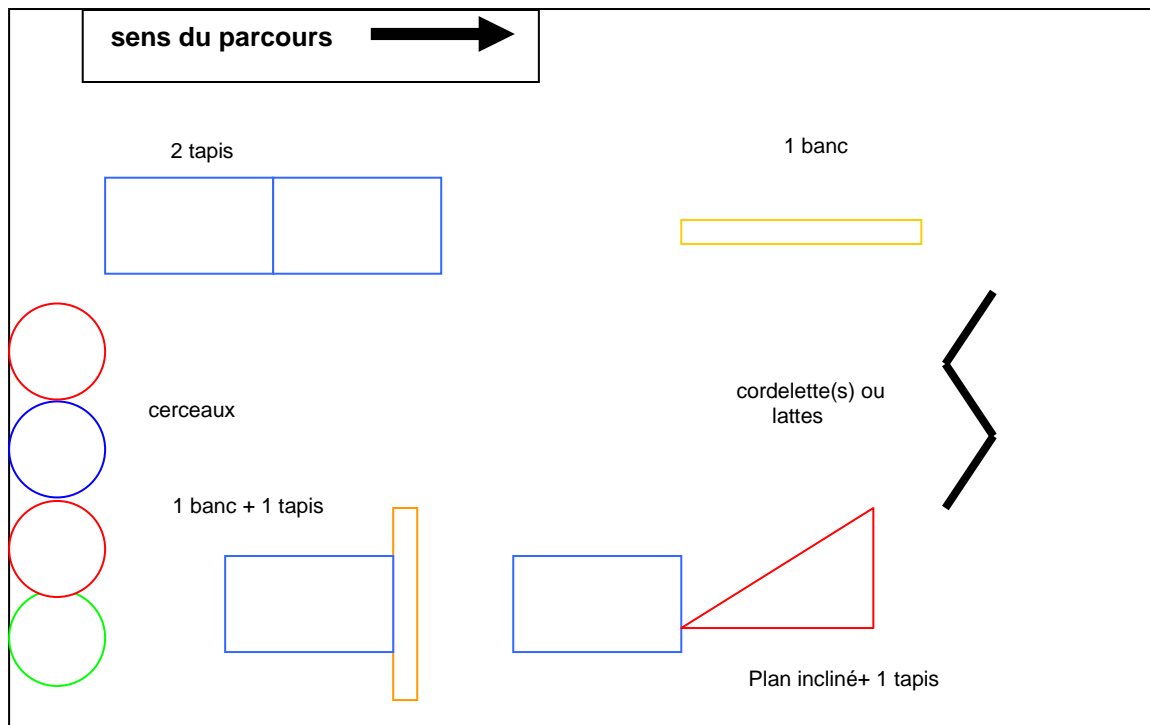 sens du parcours
2 tapis
1 banc
cerceaux
cordelette(s) ou
lattes
1 banc + 1 tapis
Plan incliné+ 1 tapis